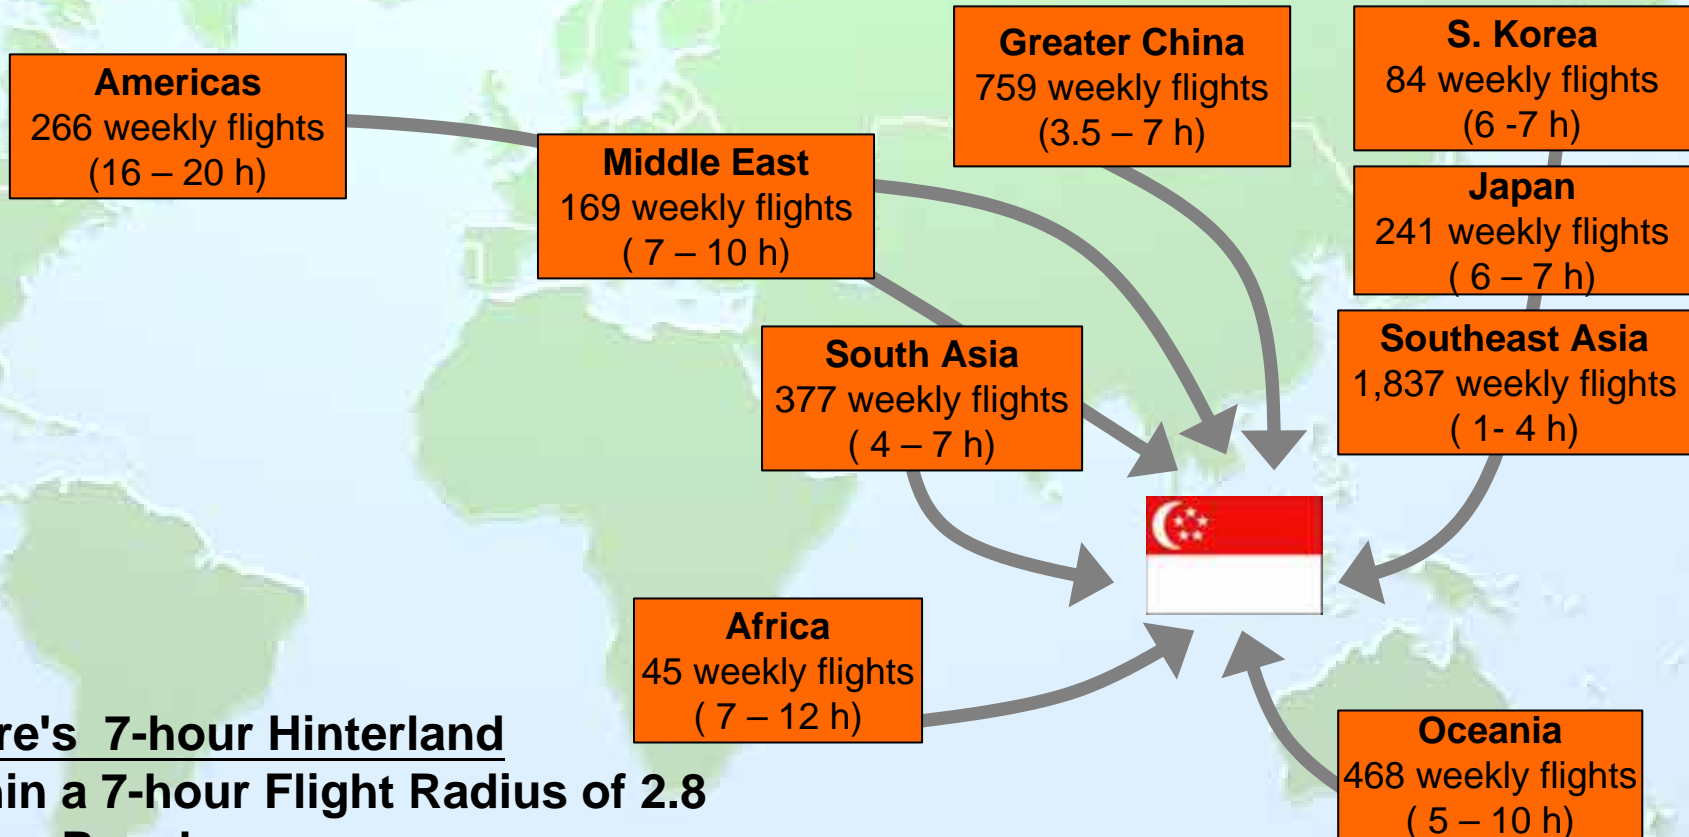 Americas
266 weekly flights
(16 – 20 h)
Middle East
169 weekly flights
( 7 – 10 h)
Greater China
759 weekly flights
(3.5 – 7 h)
S. Korea
84 weekly flights
(6 -7 h)
Japan
241 weekly flights
( 6 – 7 h)
South Asia
377 weekly flights
( 4 – 7 h)
Southeast Asia
1,837 weekly flights
( 1- 4 h)
Africa
45 weekly flights
( 7 – 12 h)
Oceania
468 weekly flights
( 5 – 10 h)
re's 7-hour Hinterland
in a 7-hour Flight Radius of 2.8